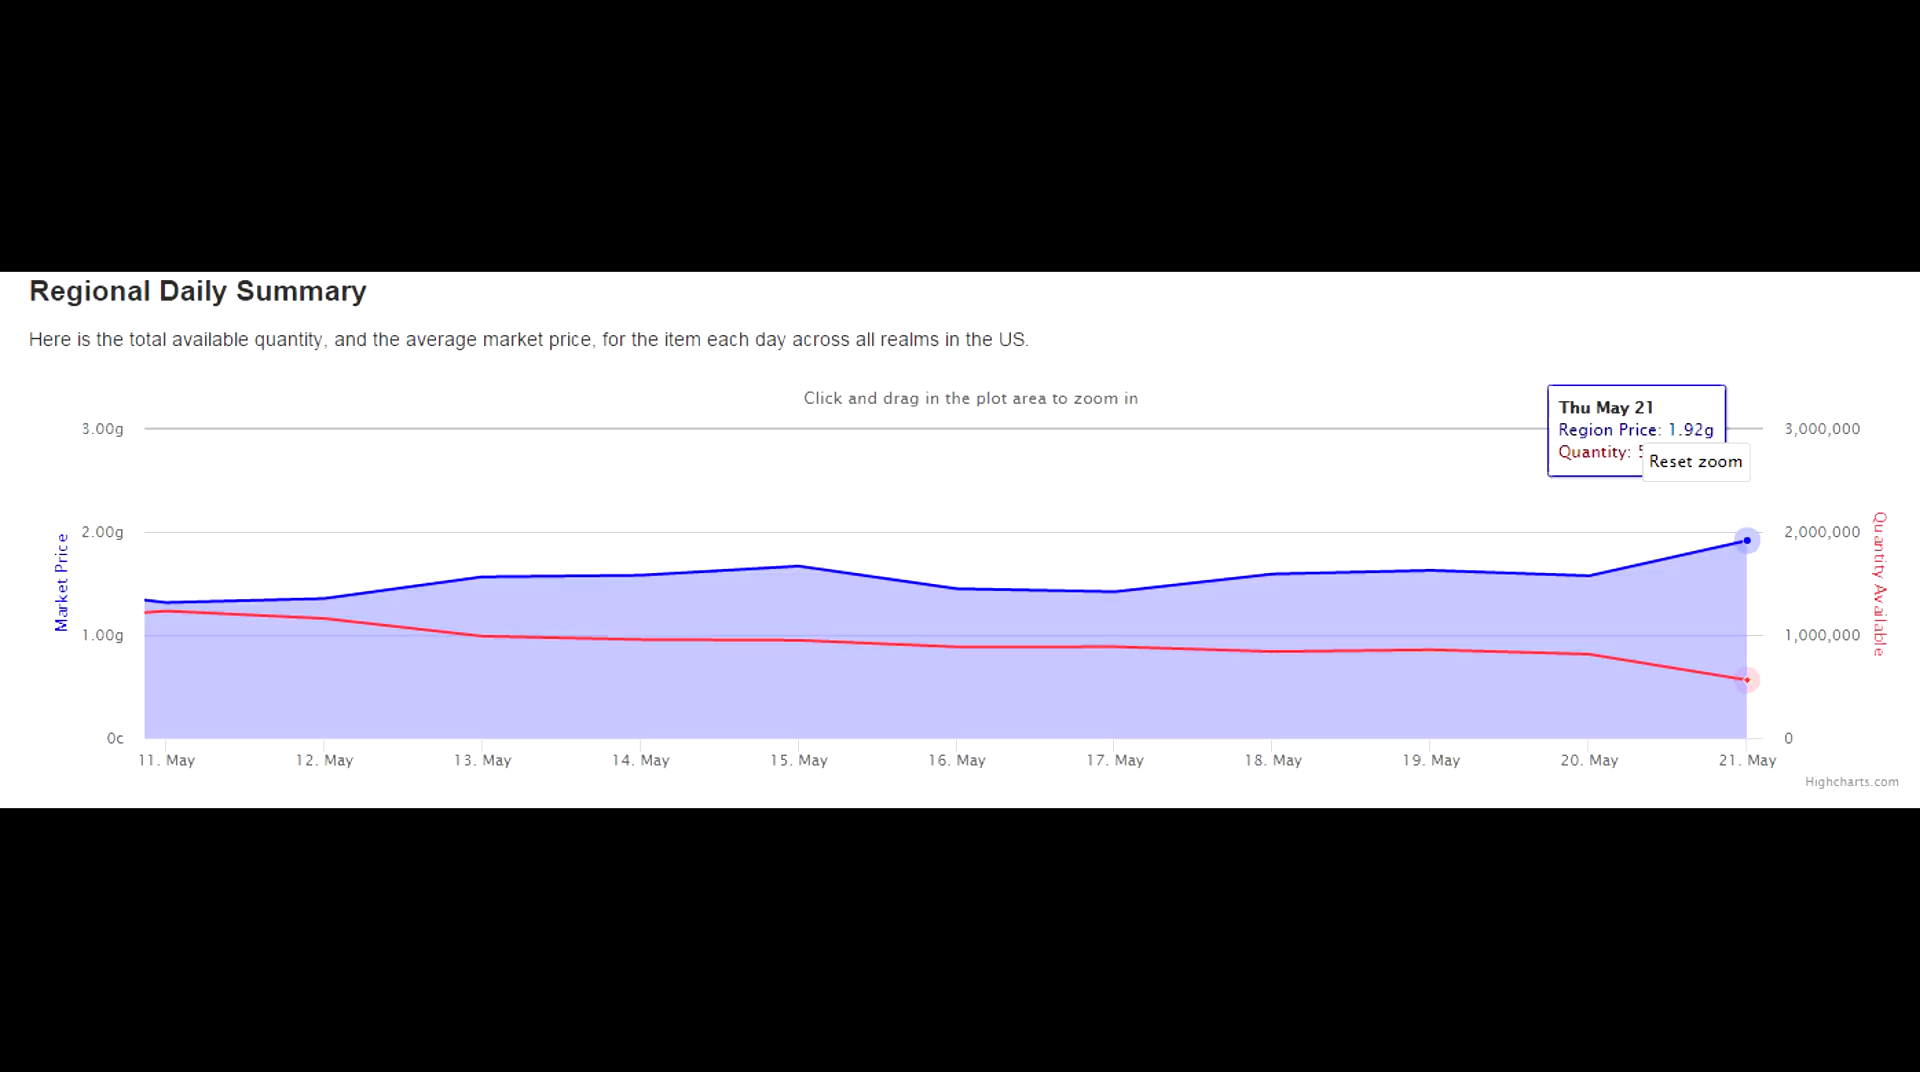 Regional Daily Summary
Here is the total available quantity, and the average market price, for the item each day across all realms in the US.
Click and drag in the plot area to zoom in
Thu May 21
Region Price: 1.92g
Quantity:
Reset zoom
3.00g
2.00g
1.00g
0c
Market Price
3,000,000
2,000,000
1,000,000
0
Quantity Available
11. May 12. May 13. May 14. May 15. May 16. May 17. May 18. May 19. May 20. May 21. May
Highcharts.com